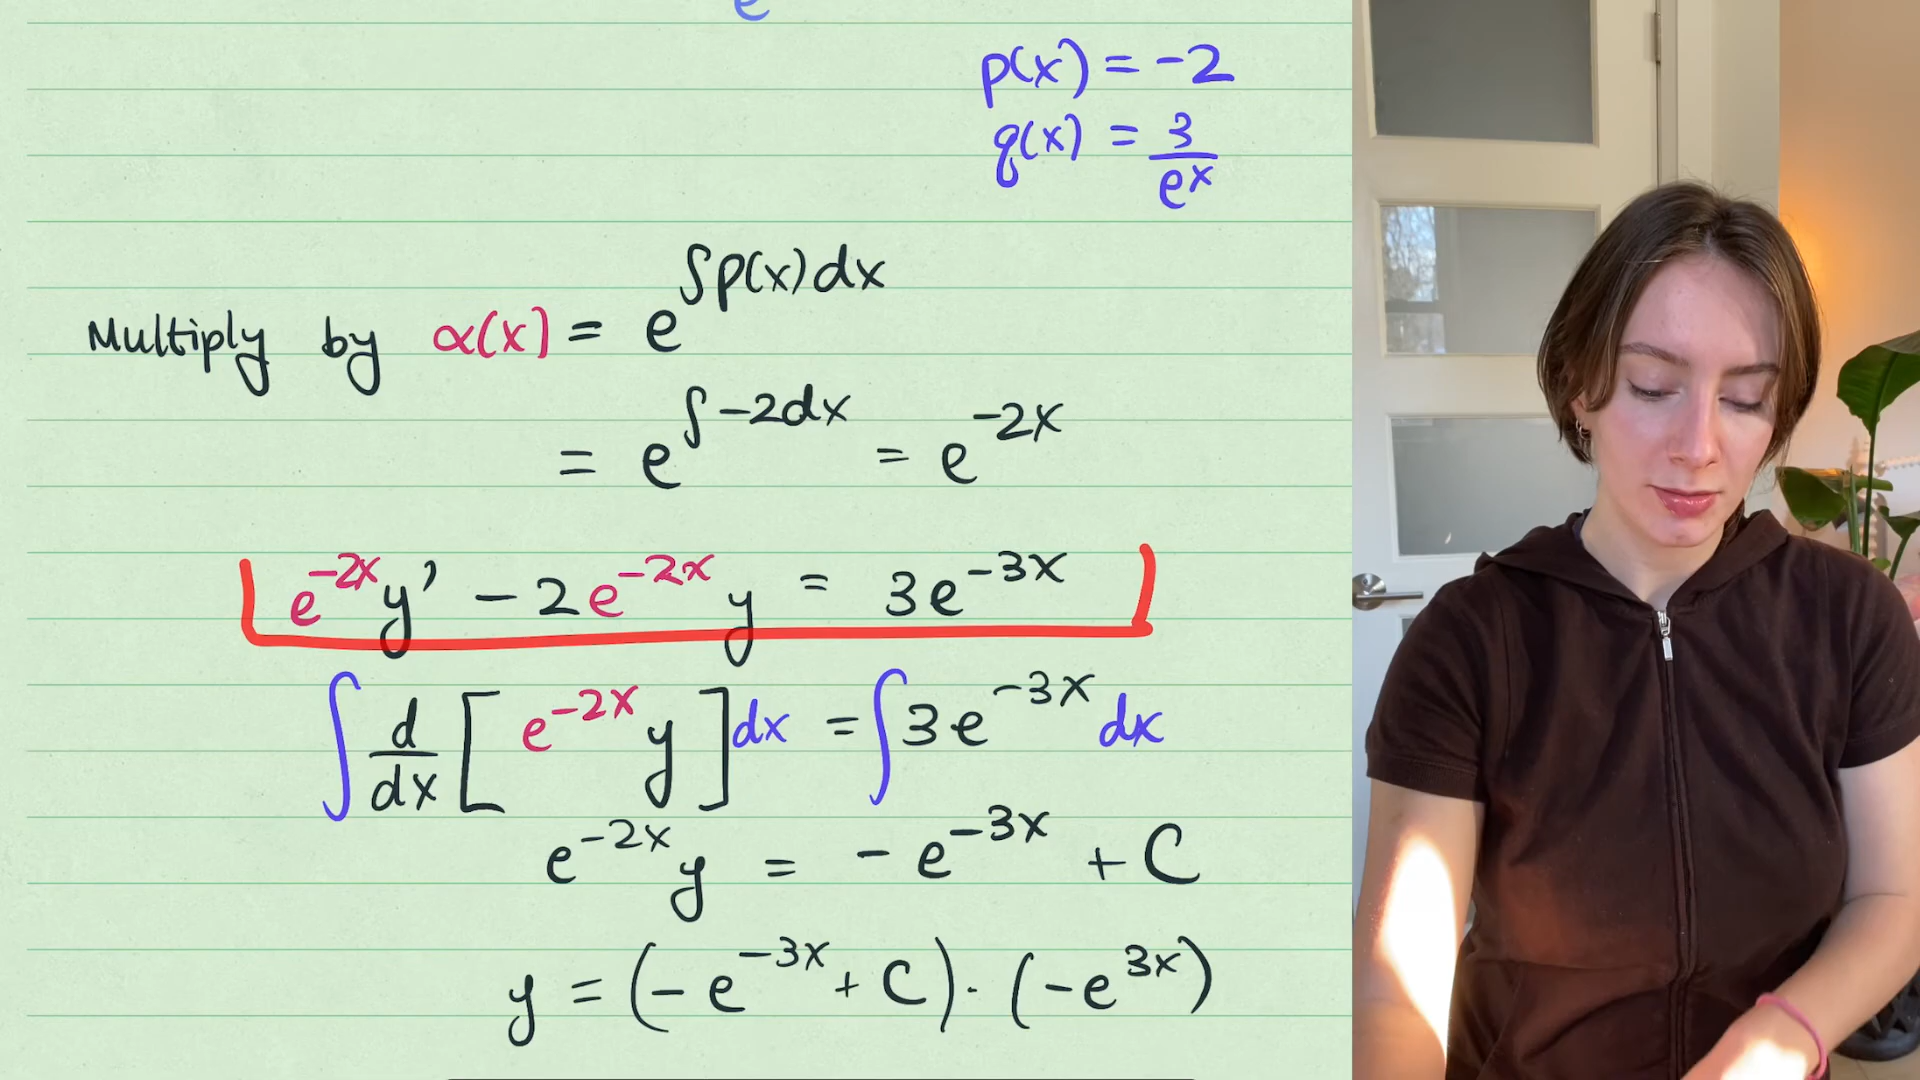 e
p(x) = -2
q(x) = 3/e^x
Multiply by α(x) = e^∫p(x)dx
= e^∫-2dx = e^-2x
e^-2x y' - 2e^-2x y = 3e^-3x
∫ d/dx [e^-2x y] dx = ∫ 3e^-3x dx
e^-2x y = -e^-3x + C
y = (-e^-3x + C) · (-e^3x)